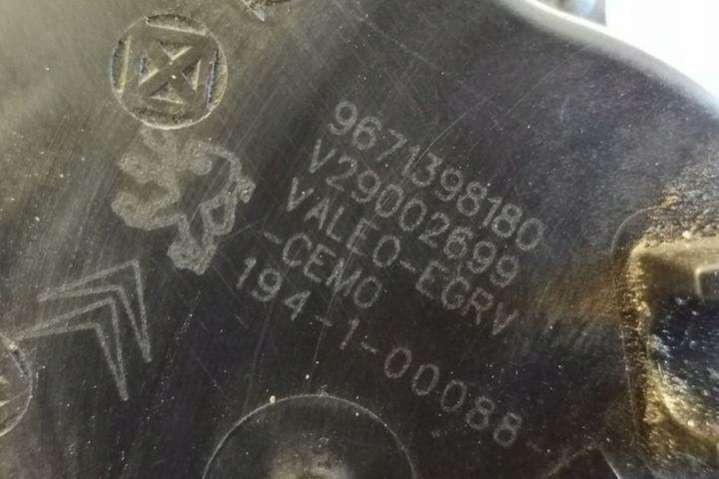 9671398180
V29002699
VALEO-EGRV
-CEMO
194-1-00088-